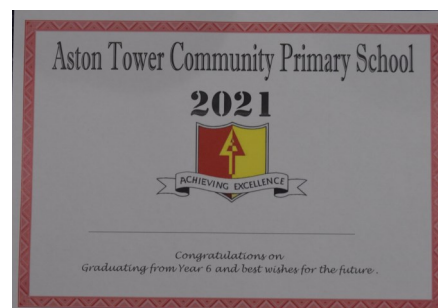 Aston Tower Community Primary School
2021
ACHIEVING EXCELLENCE
Congratulations on
Graduating from Year 6 and best wishes for the future .